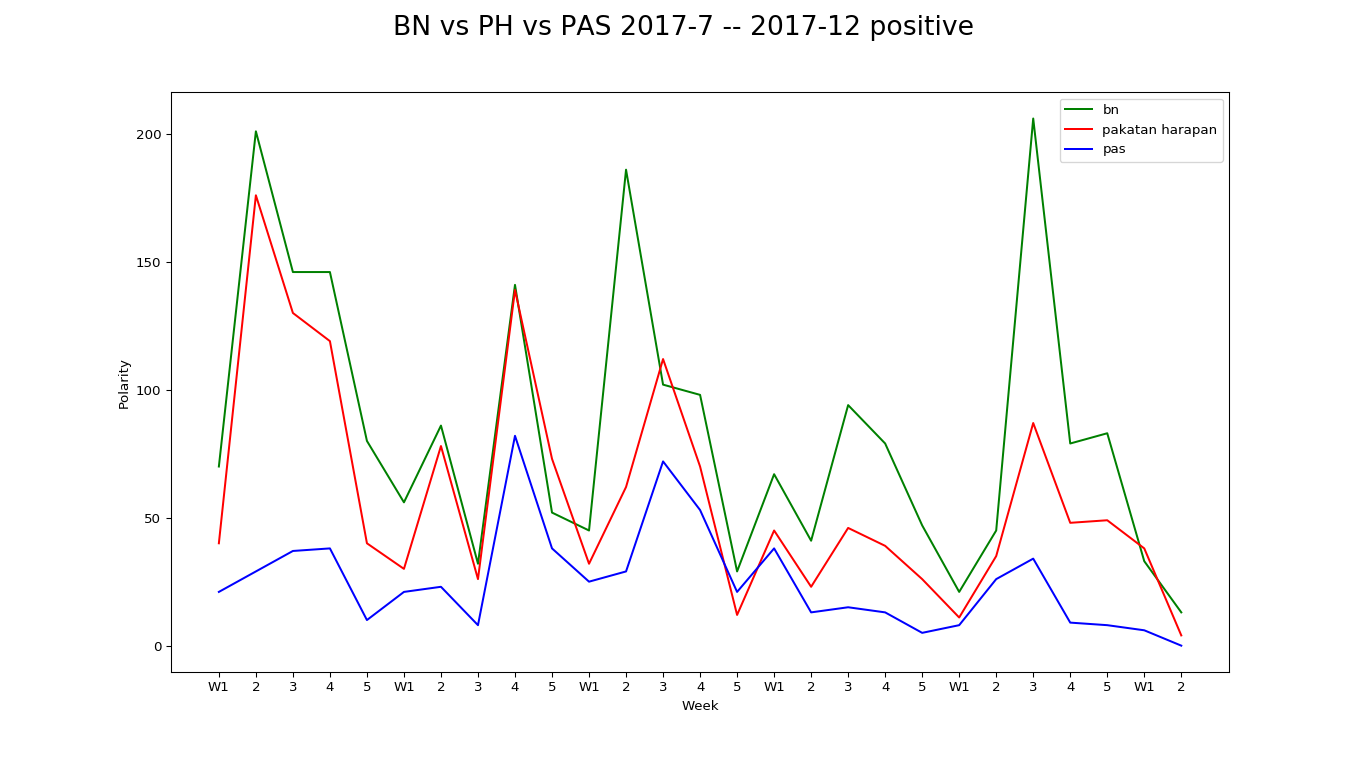 BN vs PH vs PAS 2017-7 -- 2017-12 positive
bn
pakatan harapan
pas
200
150
100
50
0
Polarity
W1 2 3 4 5 W1 2 3 4 5 W1 2 3 4 5 W1 2 3 4 5 W1 2 3 4 5 W1 2
Week